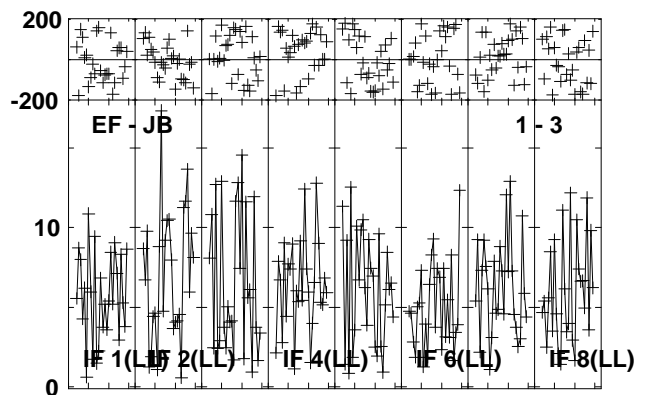 200
-200
EF - JB 1 - 3
10
IF 1(LL) IF 2(LL) IF 4(LL) IF 6(LL) IF 8(LL)
0